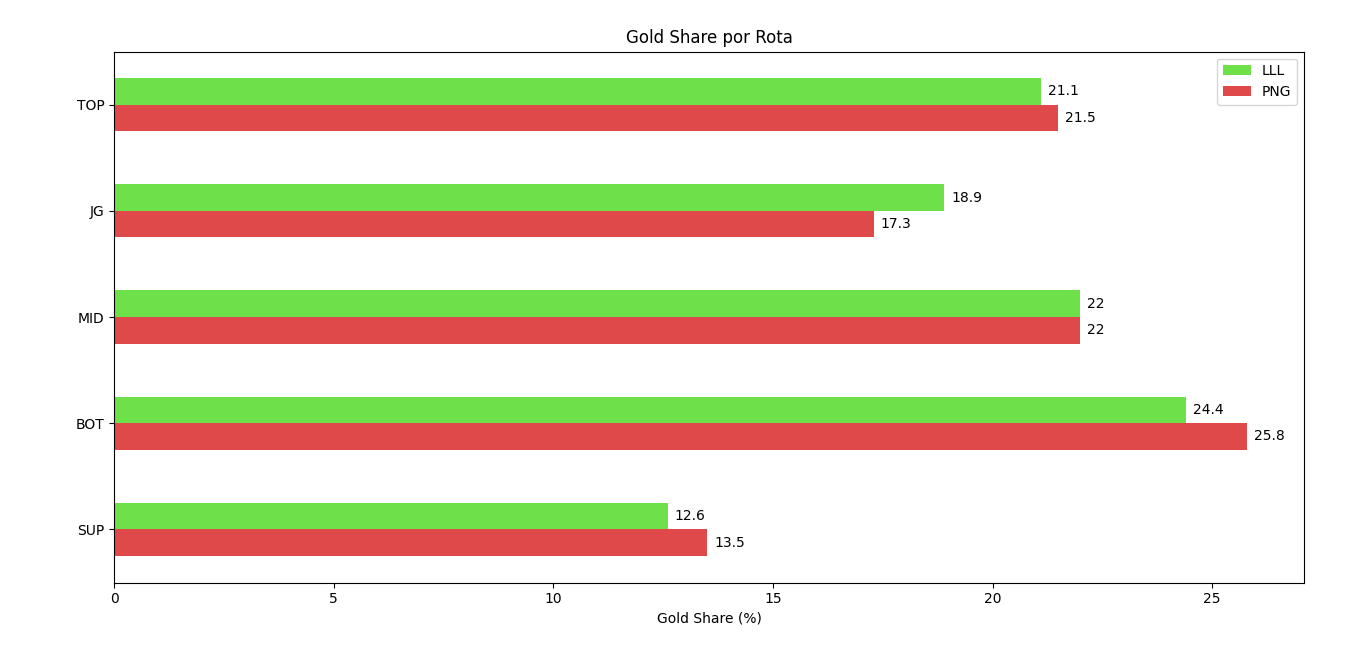 Gold Share por Rota
LLL
PNG
TOP
21.1
21.5
JG
18.9
17.3
MID
22
22
BOT
24.4
25.8
SUP
12.6
13.5
0 5 10 15 20 25
Gold Share (%)